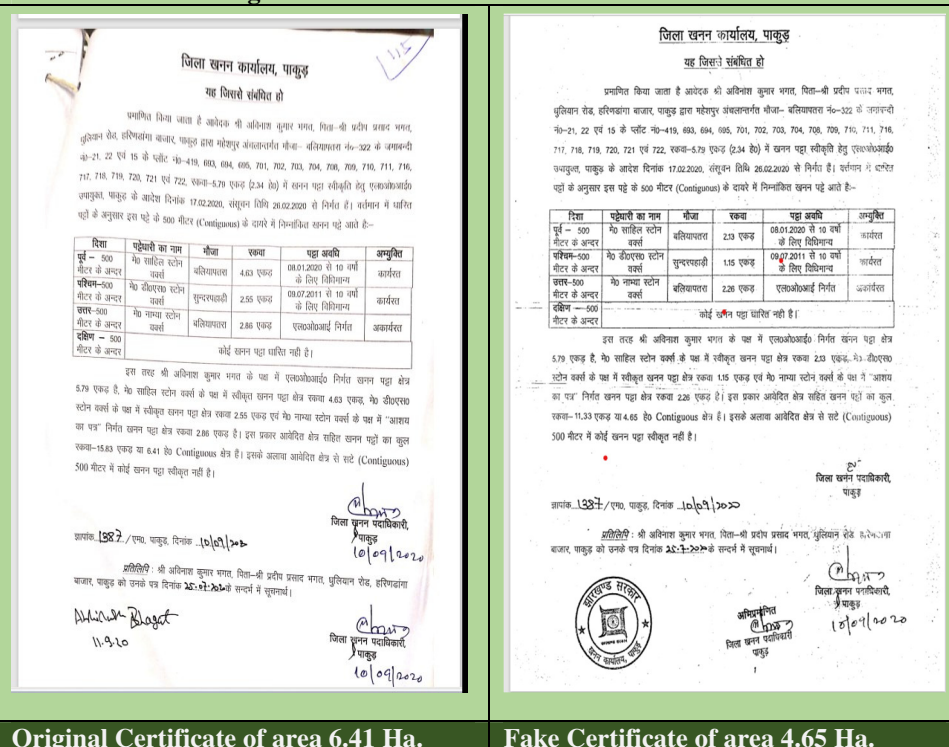 115
जिला खनन कार्यालय, पाकुड़
यह जिससे संबंधित हो
प्रमाणित किया जाता है आवेदक श्री अविनाश कुमार भगत, पिता–श्री प्रदीप प्रसाद भगत,
धुलियान रोड, हरिणडांगा बाजार, पाकुड़ द्वारा महेशपुर अंचलान्तर्गत मौजा– बलियापतरा नं०–322 के जमाबन्दी
नं०–21, 22 एवं 15 के प्लॉट नं०–419, 693, 694, 695, 701, 702, 703, 704, 708, 709, 710, 711, 716,
717, 718, 719, 720, 721 एवं 722, रकवा–5.79 एकड़ (2.34 हे०) में खनन पट्टा स्वीकृति हेतु एल०ओ०आई०
उपायुक्त, पाकुड़ के आदेश दिनांक 17.02.2020, संसूचन तिथि 26.02.2020 से निर्गत है। वर्तमान में धारित
पट्टों के अनुसार इस पट्टे के 500 मीटर (Contiguous) के दायरे में निम्नांकित खनन पट्टे आते है:–
दिशा पट्टेधारी का नाम मौजा रकवा पट्टा अवधि अभ्युक्ति
पूर्व – 500 मीटर के अन्दर मे० साहिल स्टोन वर्क्स बलियापतरा 4.63 एकड़ 08.01.2020 से 10 वर्षो के लिए विधिमान्य कार्यरत
पश्चिम–500 मीटर के अन्दर मे० डी०एस० स्टोन वर्क्स सुन्दरपहाड़ी 2.55 एकड़ 09.07.2011 से 10 वर्षो के लिए विधिमान्य कार्यरत
उत्तर–500 मीटर के अन्दर मे० नाभ्या स्टोन वर्क्स बलियापतरा 2.86 एकड़ एल०ओ०आई निर्गत अकार्यरत
दक्षिण – 500 मीटर के अन्दर कोई खनन पट्टा धारित नही है।
इस तरह श्री अविनाश कुमार भगत के पक्ष में एल०ओ०आई० निर्गत खनन पट्टा क्षेत्र
5.79 एकड़ है, मे० साहिल स्टोन वर्क्स के पक्ष में स्वीकृत खनन पट्टा क्षेत्र रकवा 4.63 एकड़, मे० डी०एस०
स्टोन वर्क्स के पक्ष में स्वीकृत खनन पट्टा क्षेत्र रकवा 2.55 एकड़ एवं मे० नाभ्या स्टोन वर्क्स के पक्ष में "आशय
का पत्र" निर्गत खनन पट्टा क्षेत्र रकवा 2.86 एकड़ है। इस प्रकार आवेदित क्षेत्र सहित खनन पट्टों का कुल
रकवा–15.83 एकड़ या 6.41 हे० Contiguous क्षेत्र है। इसके अलावा आवेदित क्षेत्र से सटे (Contiguous)
500 मीटर में कोई खनन पट्टा स्वीकृत नहीं है।
जिला खनन पदाधिकारी,
पाकुड़
10/09/2020
ज्ञापांक 1387/एम०, पाकुड़, दिनांक 10/09/2020
प्रतिलिपि : श्री अविनाश कुमार भगत, पिता–श्री प्रदीप प्रसाद भगत, धुलियान रोड, हरिणडांगा
बाजार, पाकुड़ को उनके पत्र दिनांक 25-07-2020 के सन्दर्भ में सूचनार्थ।
Bhagat
11.9.20
जिला खनन पदाधिकारी,
पाकुड़
10/09/2020
Original Certificate of area 6.41 Ha.
जिला खनन कार्यालय, पाकुड़
यह जिससे संबंधित हो
प्रमाणित किया जाता है आवेदक श्री अविनाश कुमार भगत, पिता–श्री प्रदीप प्रसाद भगत,
धुलियान रोड, हरिणडांगा बाजार, पाकुड़ द्वारा महेशपुर अंचलान्तर्गत मौजा– बलियापतरा नं०–322 के जमाबन्दी
नं०–21, 22 एवं 15 के प्लॉट नं०–419, 693, 694, 695, 701, 702, 703, 704, 708, 709, 710, 711, 716,
717, 718, 719, 720, 721 एवं 722, रकवा–5.79 एकड़ (2.34 हे०) में खनन पट्टा स्वीकृति हेतु एल०ओ०आई०
उपायुक्त, पाकुड़ के आदेश दिनांक 17.02.2020, संसूचन तिथि 26.02.2020 से निर्गत है। वर्तमान में धारित
पट्टों के अनुसार इस पट्टे के 500 मीटर (Contiguous) के दायरे में निम्नांकित खनन पट्टे आते है:–
दिशा पट्टेधारी का नाम मौजा रकवा पट्टा अवधि अभ्युक्ति
पूर्व – 500 मीटर के अन्दर मे० साहिल स्टोन वर्क्स बलियापतरा 2.13 एकड़ 08.01.2020 से 10 वर्षो के लिए विधिमान्य कार्यरत
पश्चिम–500 मीटर के अन्दर मे० डी०एस० स्टोन वर्क्स सुन्दरपहाड़ी 1.15 एकड़ 09.07.2011 से 10 वर्षो के लिए विधिमान्य कार्यरत
उत्तर–500 मीटर के अन्दर मे० नाभ्या स्टोन वर्क्स बलियापतरा 2.26 एकड़ एल०ओ०आई निर्गत अकार्यरत
दक्षिण – 500 मीटर के अन्दर कोई खनन पट्टा धारित नही है।
इस तरह श्री अविनाश कुमार भगत के पक्ष में एल०ओ०आई० निर्गत खनन पट्टा क्षेत्र
5.79 एकड़ है, मे० साहिल स्टोन वर्क्स के पक्ष में स्वीकृत खनन पट्टा क्षेत्र रकवा 2.13 एकड़, मे० डी०एस०
स्टोन वर्क्स के पक्ष में स्वीकृत खनन पट्टा क्षेत्र रकवा 1.15 एकड़ एवं मे० नाभ्या स्टोन वर्क्स के पक्ष में "आशय
का पत्र" निर्गत खनन पट्टा क्षेत्र रकवा 2.26 एकड़ है। इस प्रकार आवेदित क्षेत्र सहित खनन पट्टों का कुल
रकवा–11.33 एकड़ या 4.65 हे० Contiguous क्षेत्र है। इसके अलावा आवेदित क्षेत्र से सटे (Contiguous)
500 मीटर में कोई खनन पट्टा स्वीकृत नही है।
जिला खनन पदाधिकारी,
पाकुड़
ज्ञापांक 1387/एम०, पाकुड़, दिनांक 10/09/2020
प्रतिलिपि : श्री अविनाश कुमार भगत, पिता–श्री प्रदीप प्रसाद भगत, धुलियान रोड, हरिणडांगा
बाजार, पाकुड़ को उनके पत्र दिनांक 25-7-2020 के सन्दर्भ में सूचनार्थ।
जिला खनन पदाधिकारी,
पाकुड़
10/09/2020
झारखण्ड सरकार
खनन कार्यालय, पाकुड़
अभिप्रमाणित
जिला खनन पदाधिकारी
पाकुड़
Fake Certificate of area 4.65 Ha.